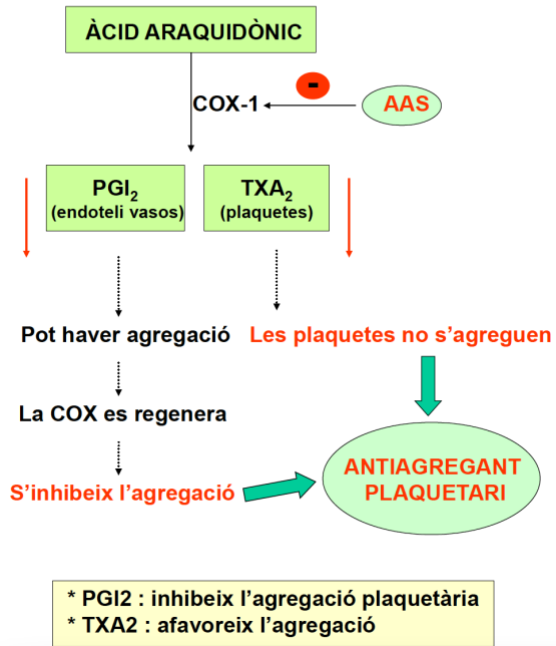 ÀCID ARAQUIDÒNIC
COX-1
-
AAS
PGI2
(endoteli vasos)
TXA2
(plaquetes)
Pot haver agregació
Les plaquetes no s’agreguen
La COX es regenera
S’inhibeix l’agregació
ANTIAGREGANT
PLAQUETARI
* PGI2 : inhibeix l’agregació plaquetària
* TXA2 : afavoreix l’agregació